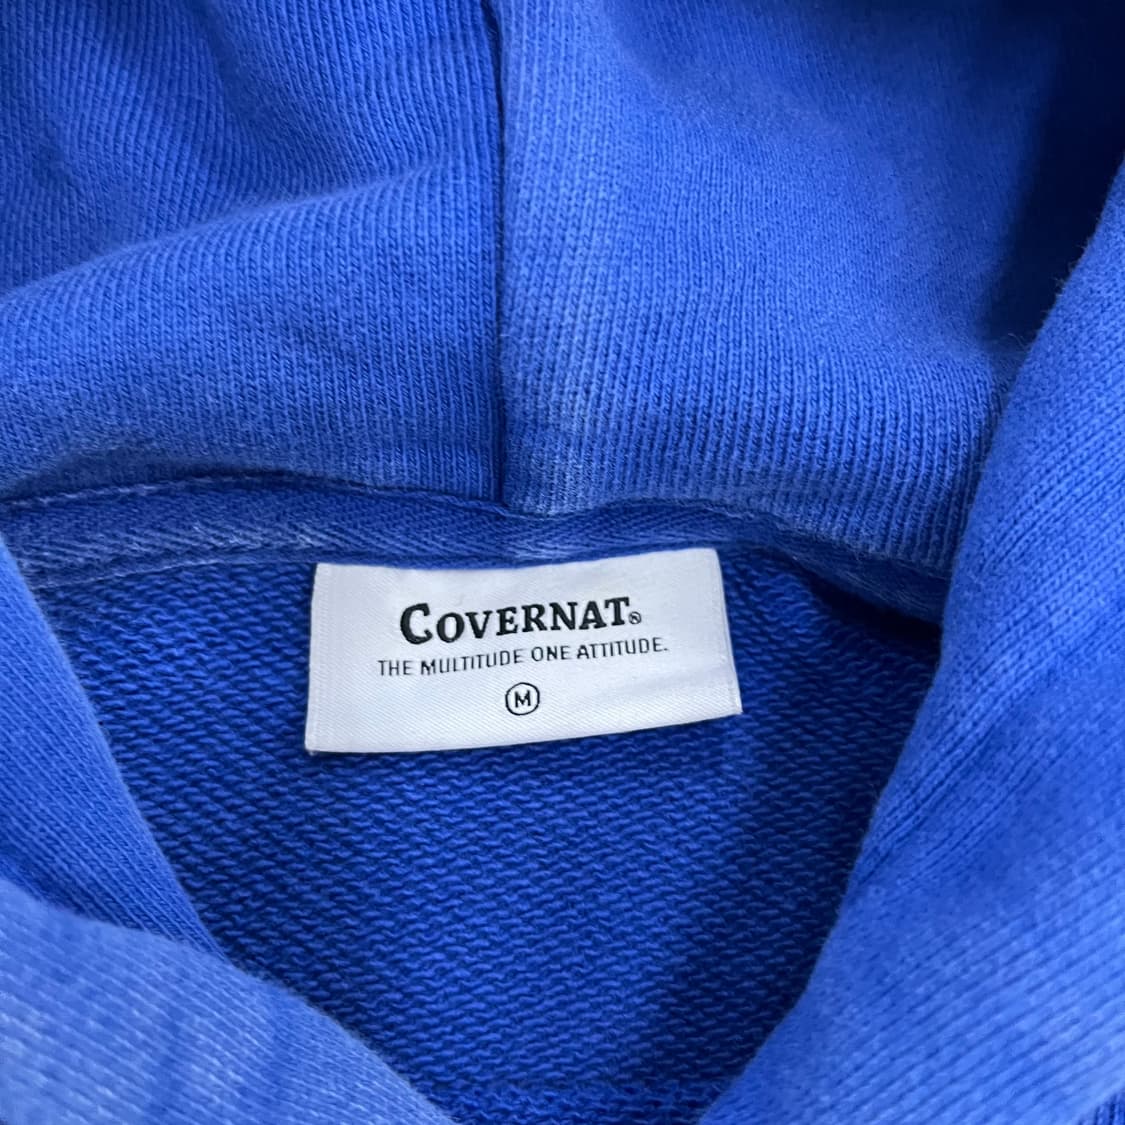 COVERNAT®
THE MULTITUDE ONE ATTITUDE.
M